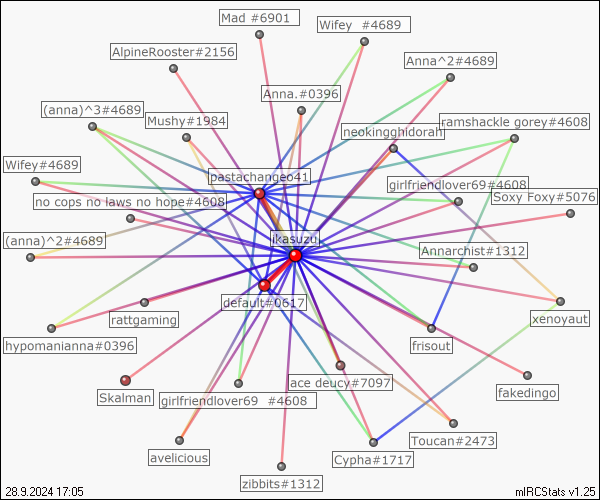 Mad #6901
Wifey  #4689
AlpineRooster#2156
Anna^2#4689
Anna.#0396
(anna)^3#4689
Mushy#1984
ramshackle gorey#4608
neokingghidorah
Wifey#4689
pastachangeo41
girlfriendlover69#4608
no cops no laws no hope#4608
Soxy Foxy#5076
(anna)^2#4689
jikasuzu
Annarchist#1312
default#0617
rattgaming
xenoyaut
hypomanianna#0396
frisout
ace deucy#7097
fakedingo
Skalman
girlfriendlover69  #4608
Toucan#2473
avelicious
Cypha#1717
zibbits#1312
28.9.2024 17:05
mIRCStats v1.25